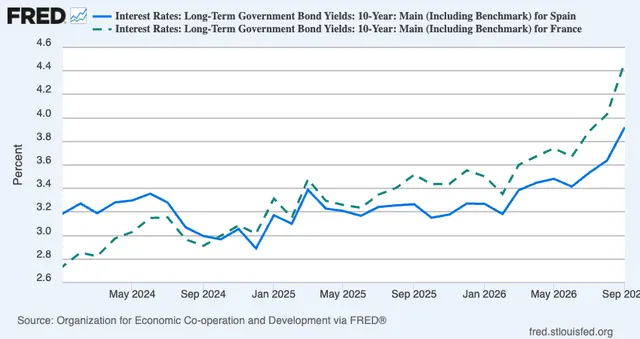 FRED
Interest Rates: Long-Term Government Bond Yields: 10-Year: Main (Including Benchmark) for Spain
Interest Rates: Long-Term Government Bond Yields: 10-Year: Main (Including Benchmark) for France
4.6
4.4
4.2
4.0
3.8
3.6
3.4
3.2
3.0
2.8
2.6
Percent
May 2024
Sep 2024
Jan 2025
May 2025
Sep 2025
Jan 2026
May 2026
Sep 202
Source: Organization for Economic Co-operation and Development via FRED®
fred.stlouisfed.org